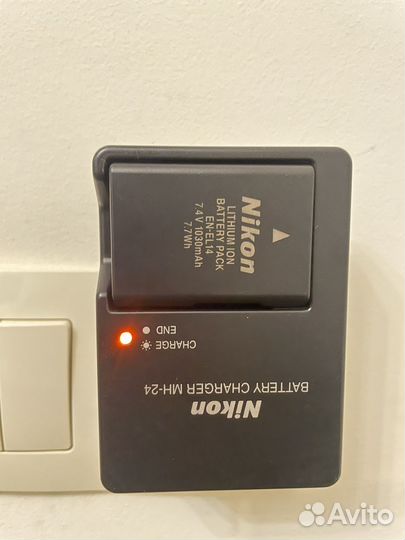 Nikon
LITHIUM ION
BATTERY PACK
EN-EL14
7.4V 1030mAh
7.7Wh
END
CHARGE
BATTERY CHARGER MH-24
Nikon
Avito